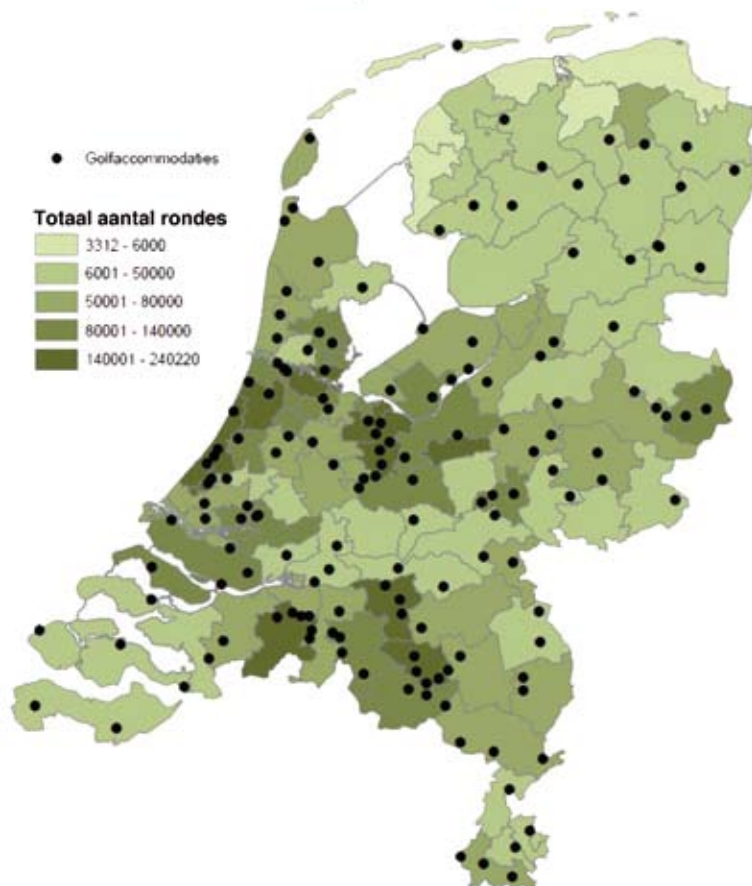 Golfaccommodaties
Totaal aantal rondes
3312 - 6000
6001 - 50000
50001 - 80000
80001 - 140000
140001 - 240220